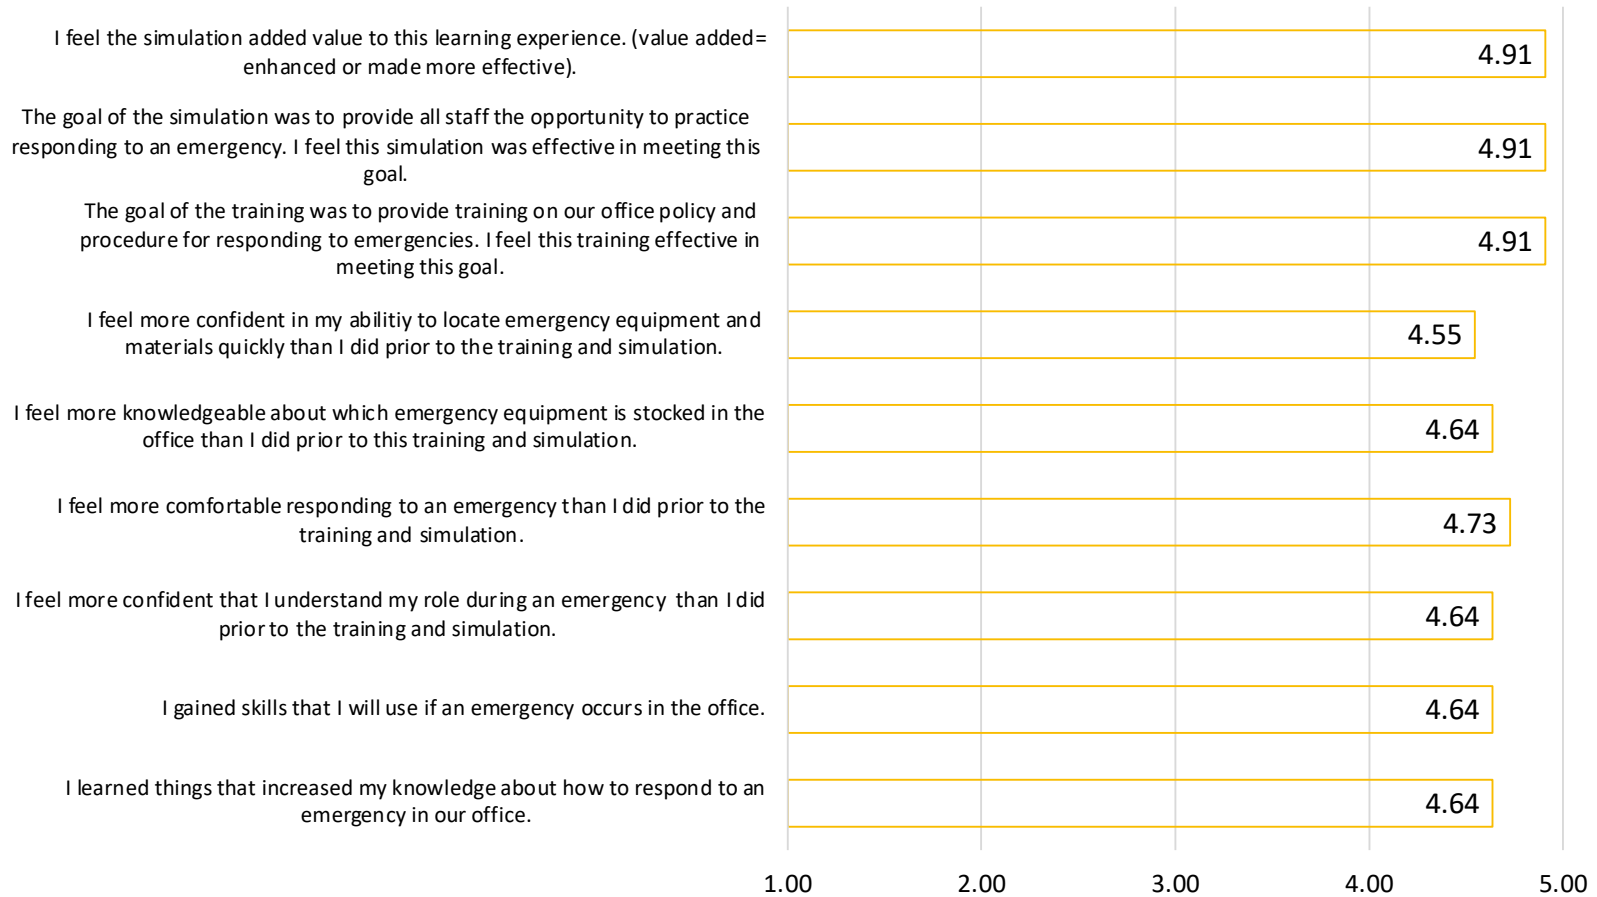 I feel the simulation added value to this learning experience. (value added=
enhanced or made more effective).
4.91
The goal of the simulation was to provide all staff the opportunity to practice
responding to an emergency. I feel this simulation was effective in meeting this
goal.
4.91
The goal of the training was to provide training on our office policy and
procedure for responding to emergencies. I feel this training effective in
meeting this goal.
4.91
I feel more confident in my abilitiy to locate emergency equipment and
materials quickly than I did prior to the training and simulation.
4.55
I feel more knowledgeable about which emergency equipment is stocked in the
office than I did prior to this training and simulation.
4.64
I feel more comfortable responding to an emergency than I did prior to the
training and simulation.
4.73
I feel more confident that I understand my role during an emergency than I did
prior to the training and simulation.
4.64
I gained skills that I will use if an emergency occurs in the office.
4.64
I learned things that increased my knowledge about how to respond to an
emergency in our office.
4.64
1.00 2.00 3.00 4.00 5.00